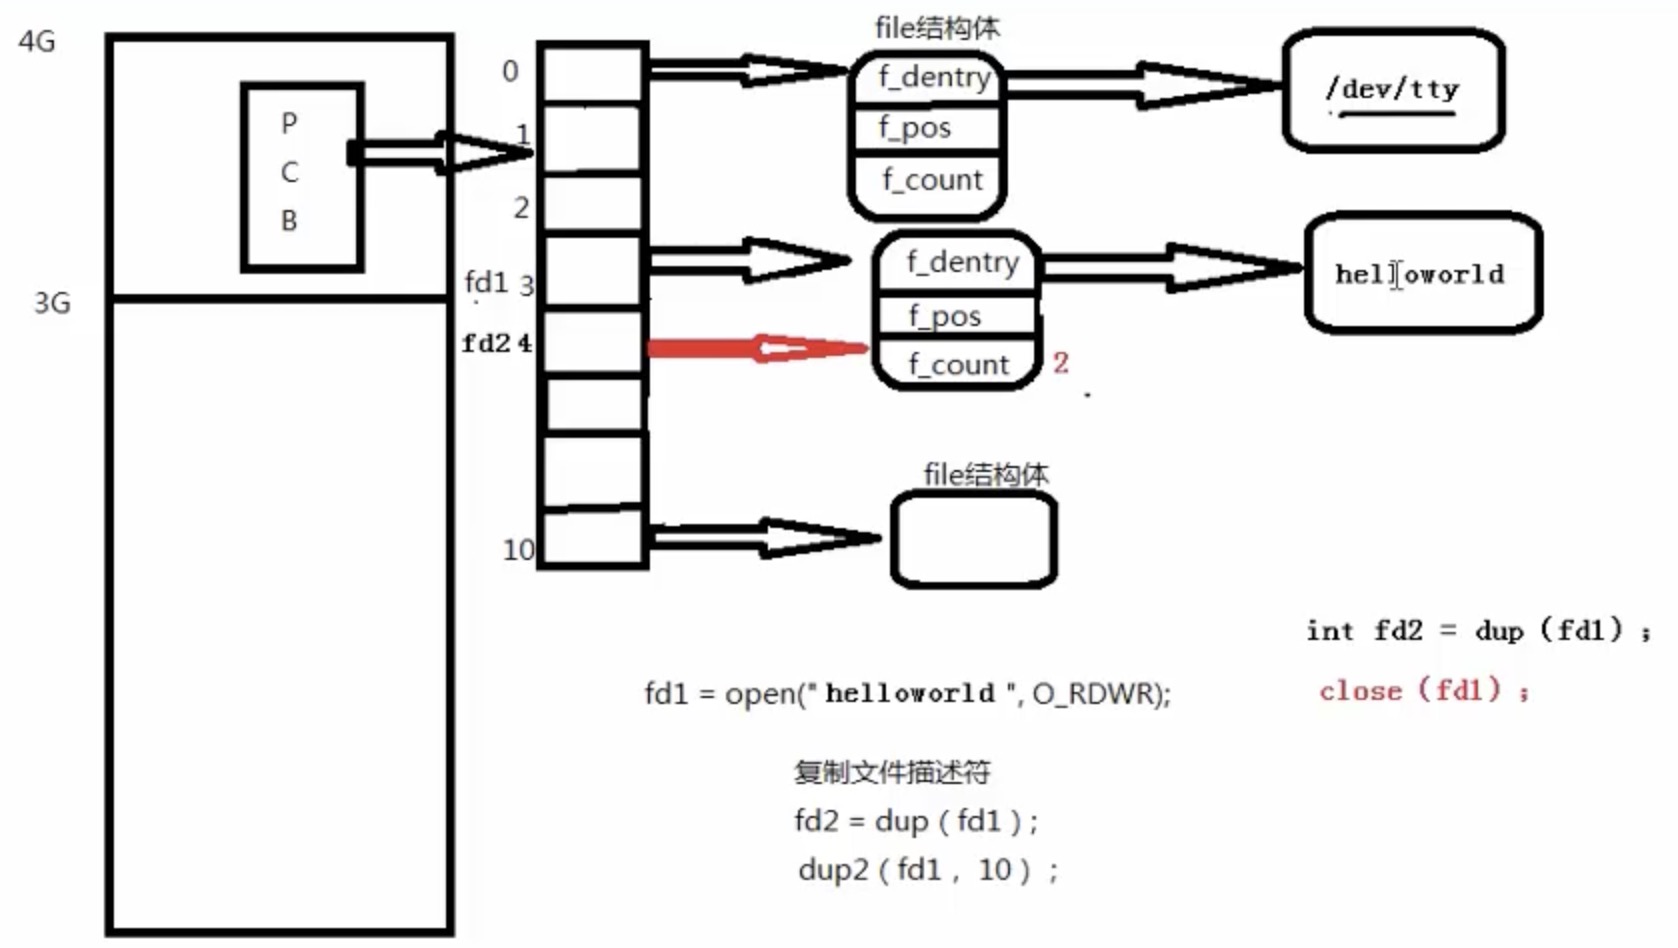 4G
3G
P
C
B
0
1
2
fd1 3
fd2 4
10
file结构体
f_dentry
f_pos
f_count
/dev/tty
f_dentry
f_pos
f_count
2
helloworld
file结构体
int fd2 = dup (fd1) ;
close (fd1) ;
fd1 = open(" helloworld ", O_RDWR);
复制文件描述符
fd2 = dup ( fd1 ) ;
dup2 ( fd1 , 10 ) ;